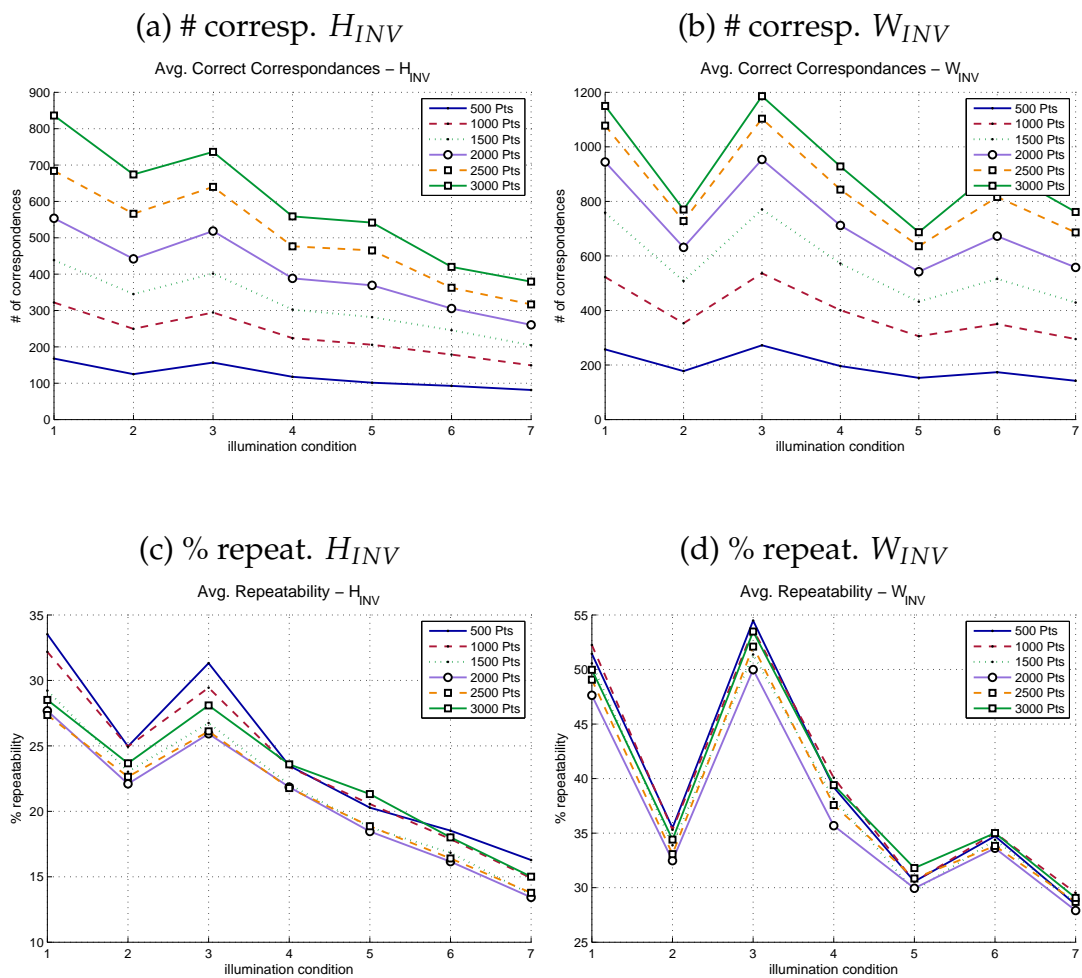 (a) # corresp. H_INV
(b) # corresp. W_INV
Avg. Correct Correspondances – H_INV
900
800
700
600
500
400
300
200
100
0
# of correspondences
1 2 3 4 5 6 7
illumination condition
500 Pts
1000 Pts
1500 Pts
2000 Pts
2500 Pts
3000 Pts
Avg. Correct Correspondances – W_INV
1200
1000
800
600
400
200
0
# of correspondences
1 2 3 4 5 6 7
illumination condition
500 Pts
1000 Pts
1500 Pts
2000 Pts
2500 Pts
3000 Pts
(c) % repeat. H_INV
(d) % repeat. W_INV
Avg. Repeatability – H_INV
35
30
25
20
15
10
% repeatability
1 2 3 4 5 6 7
illumination condition
500 Pts
1000 Pts
1500 Pts
2000 Pts
2500 Pts
3000 Pts
Avg. Repeatability – W_INV
55
50
45
40
35
30
25
% repeatability
1 2 3 4 5 6 7
illumination condition
500 Pts
1000 Pts
1500 Pts
2000 Pts
2500 Pts
3000 Pts